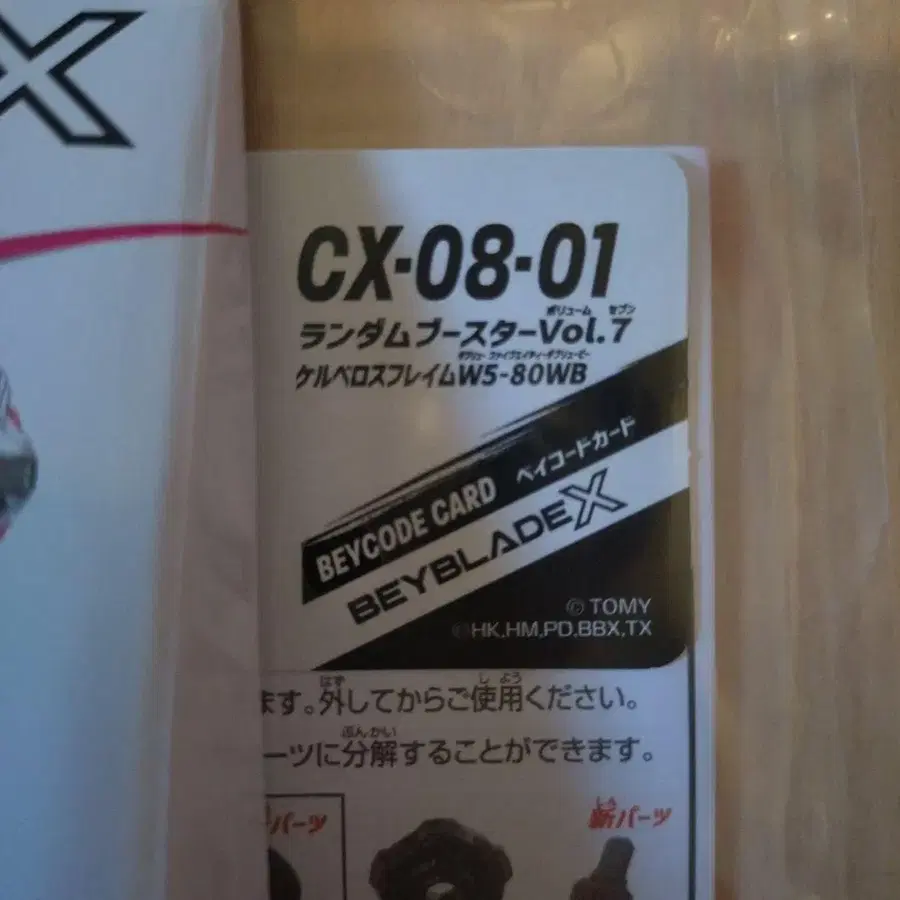 X
CX-08-01
ボリューム セブン
ランダムブースターVol.7
ダブリュー ファイブエイティーダブリュービー
ケルベロスフレイムW5-80WB
BEYCODE CARD ベイコードカード
BEYBLADE X
© TOMY
©HK,HM,PD,BBX,TX
はず しよう
ます。外してからご使用ください。
ぶんかい
ーツに分解することができます。
パーツ
しん
新パーツ